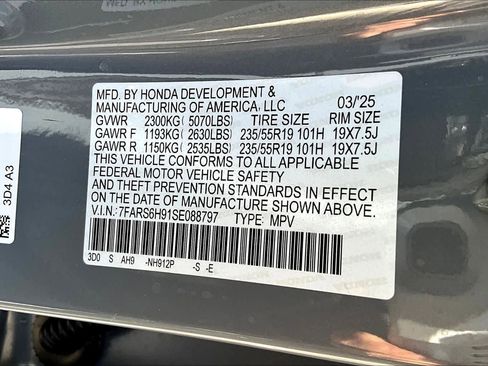 MFD. BY HONDA DEVELOPMENT &
MANUFACTURING OF AMERICA, LLC 03/'25
GVWR 2300KG (5070LBS) TIRE SIZE RIM SIZE
GAWR F 1193KG (2630LBS) 235/55R19 101H 19X7.5J
GAWR R 1150KG (2535LBS) 235/55R19 101H 19X7.5J
THIS VEHICLE CONFORMS TO ALL APPLICABLE
FEDERAL MOTOR VEHICLE SAFETY
AND THEFT PREVENTION STANDARDS IN EFFECT
ON THE DATE OF MANUFACTURE SHOWN ABOVE.
V.I.N.: 7FARS6H91SE088797 TYPE: MPV
3D0 S AH9 -NH912P -S -E
3D4 A3